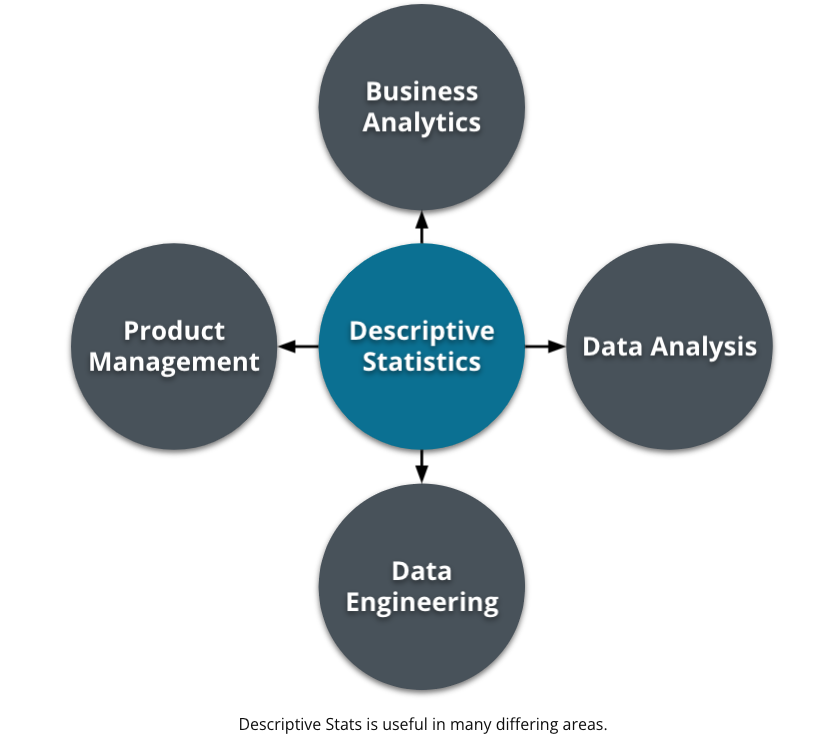 Business
Analytics
Product
Management
Descriptive
Statistics
Data Analysis
Data
Engineering
Descriptive Stats is useful in many differing areas.